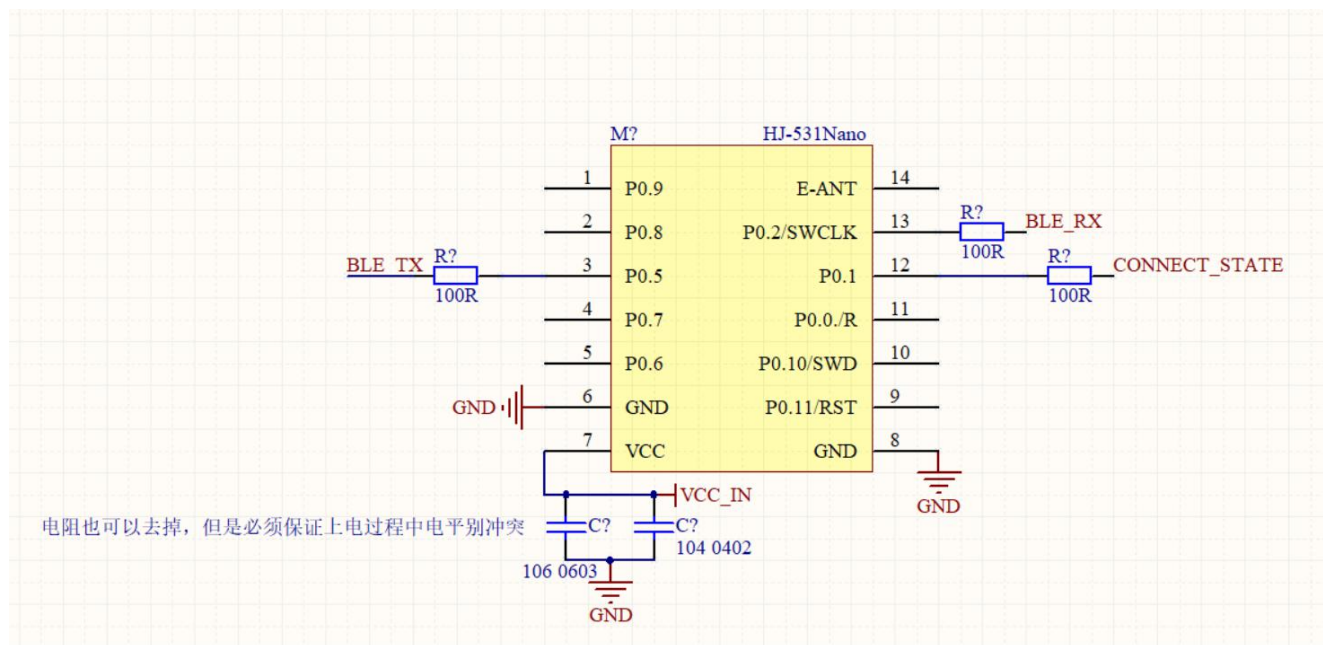 M? HJ-531Nano
1 P0.9 E-ANT 14
2 P0.8 P0.2/SWCLK 13 R? 100R BLE_RX
BLE_TX R? 100R 3 P0.5 P0.1 12 R? 100R CONNECT_STATE
4 P0.7 P0.0./R 11
5 P0.6 P0.10/SWD 10
GND 6 GND P0.11/RST 9
7 VCC GND 8
VCC_IN
GND
电阻也可以去掉，但是必须保证上电过程中电平别冲突
C? C?
104 0402
106 0603
GND